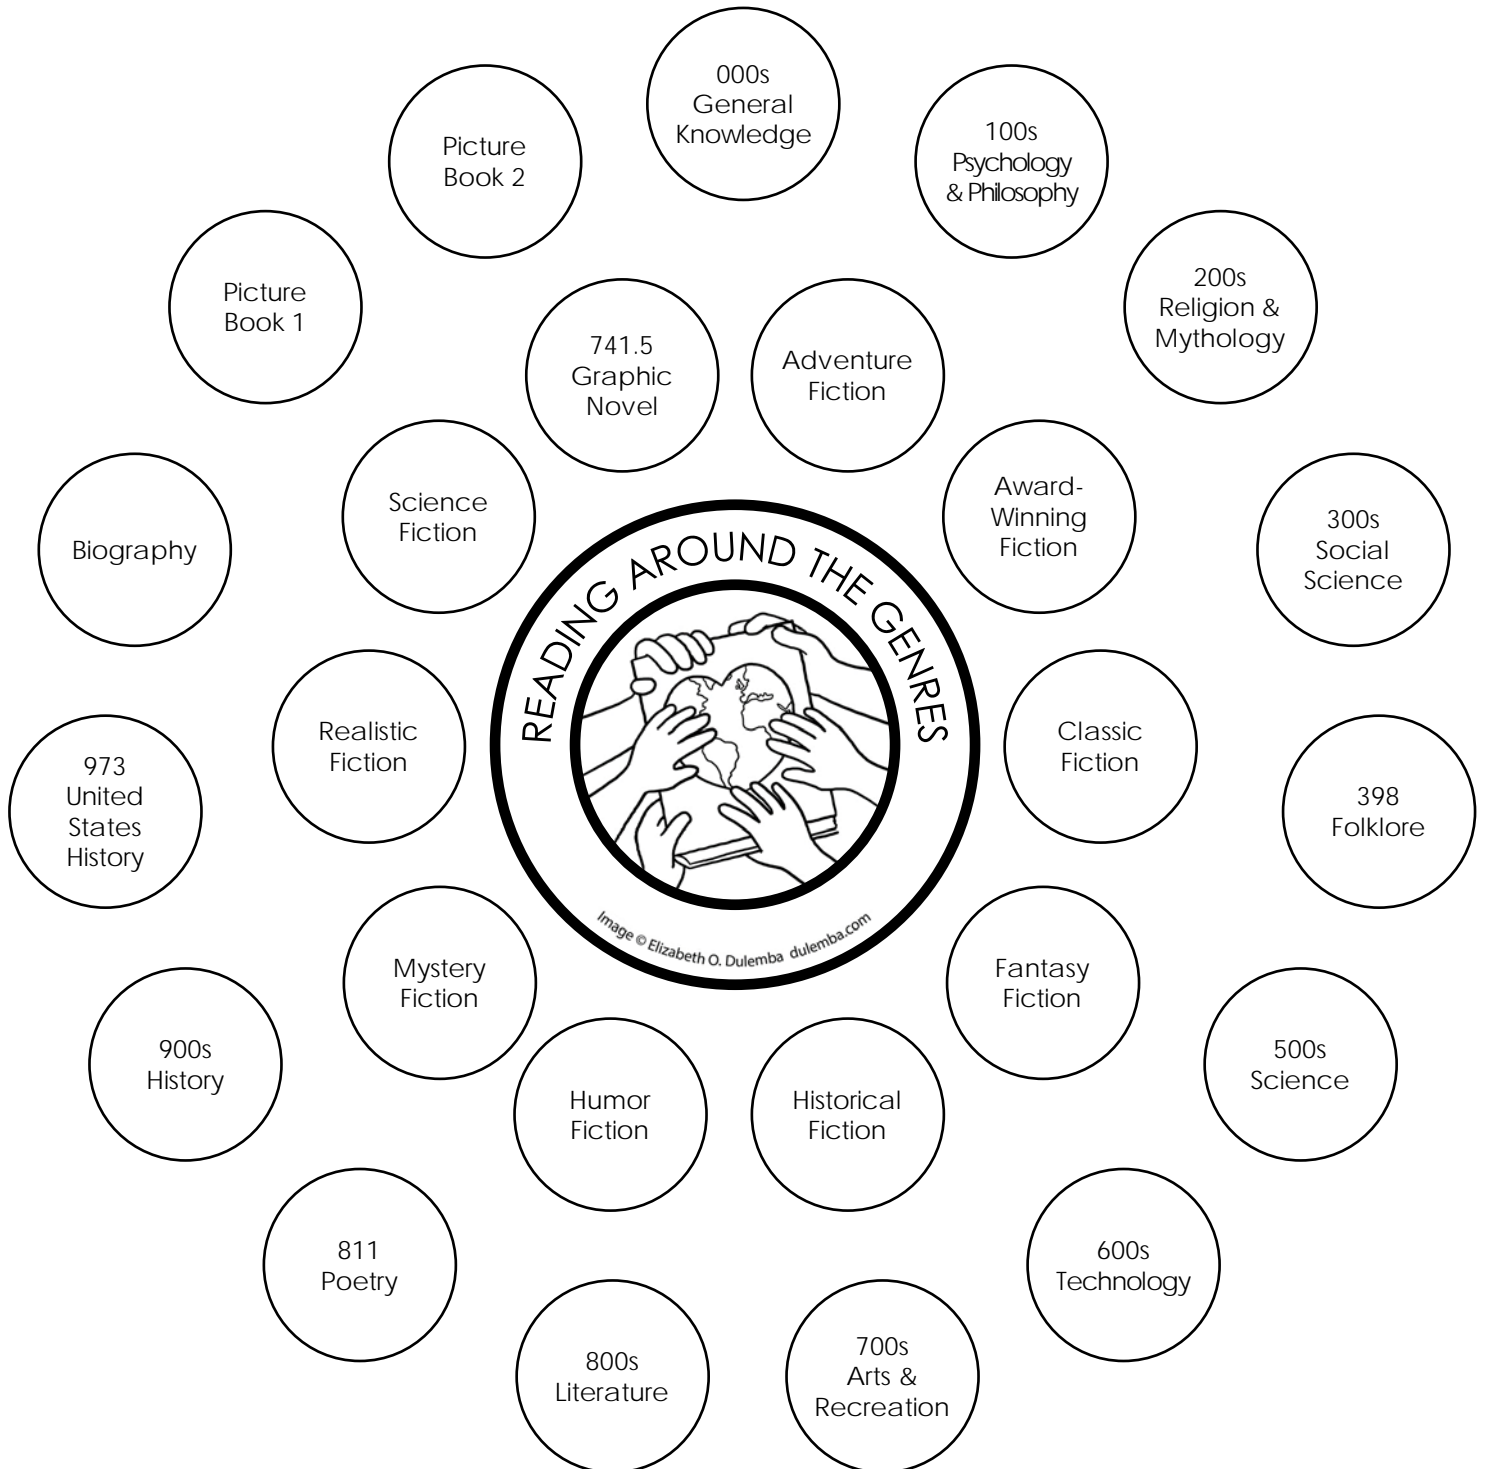 000s
General
Knowledge
100s
Psychology
& Philosophy
200s
Religion &
Mythology
300s
Social
Science
398
Folklore
500s
Science
600s
Technology
700s
Arts &
Recreation
800s
Literature
811
Poetry
900s
History
973
United
States
History
Biography
Picture
Book 1
Picture
Book 2
741.5
Graphic
Novel
Adventure
Fiction
Award-
Winning
Fiction
Classic
Fiction
Fantasy
Fiction
Historical
Fiction
Humor
Fiction
Mystery
Fiction
Realistic
Fiction
Science
Fiction
READING AROUND THE GENRES
Image © Elizabeth O. Dulemba dulemba.com